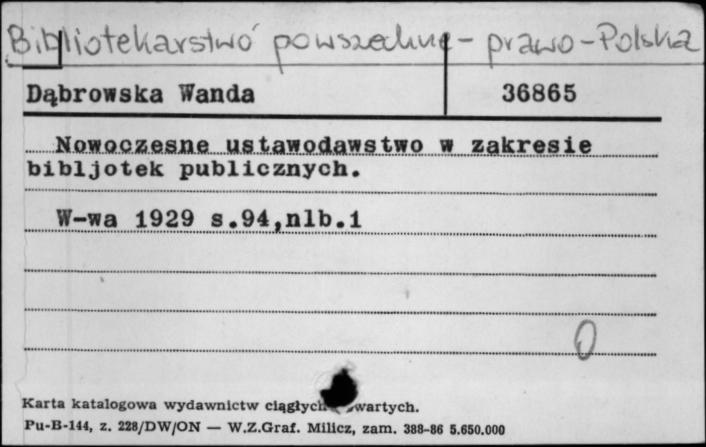 Bibliotekarstwo powszechne - prawo - Polska
Dąbrowska Wanda 36865
Nowoczesne ustawodawstwo w zakresie
bibljotek publicznych.
W-wa 1929 s.94,nlb.1
0
Karta katalogowa wydawnictw ciągłych
Pu-B-144, z. 228/DW/ON — W.Z.Graf. Milicz, zam. 388-86 5.650.000